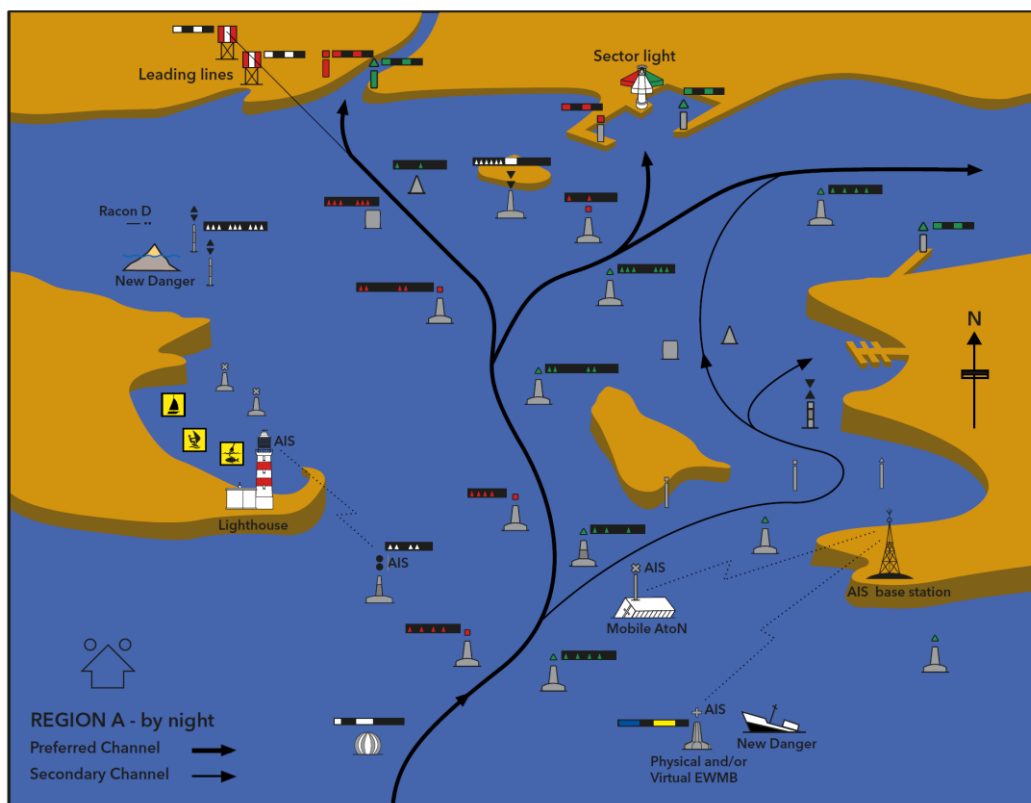 Leading lines
Sector light
Racon D
New Danger
N
AIS
Lighthouse
AIS
AIS
Mobile AtoN
AIS base station
REGION A - by night
Preferred Channel
Secondary Channel
AIS
New Danger
Physical and/or
Virtual EWMB